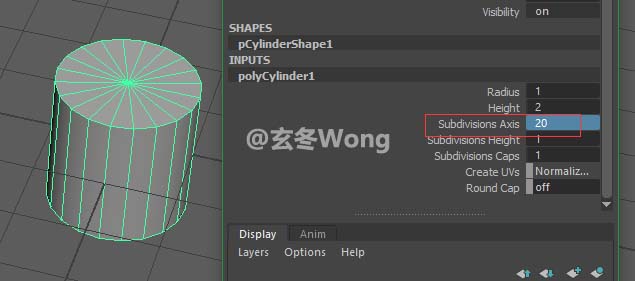 Visibility on
SHAPES
pCylinderShape1
INPUTS
polyCylinder1
Radius 1
Height 2
Subdivisions Axis 20
@玄冬Wong
Subdivisions Height 1
Subdivisions Caps 1
Create UVs Normaliz...
Round Cap off
Display Anim
Layers Options Help